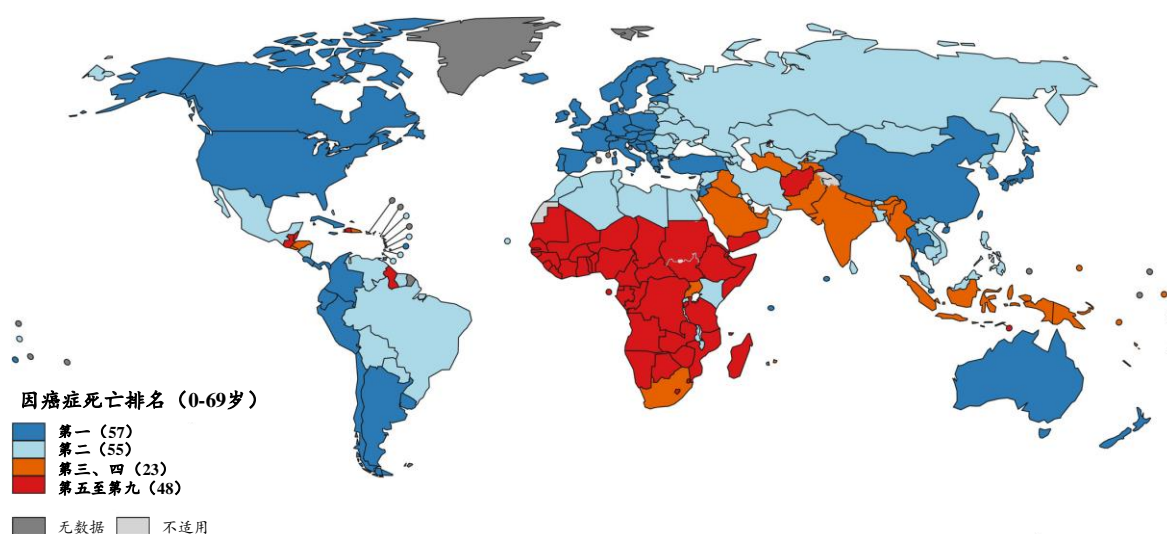 因癌症死亡排名（0-69岁）
第一（57）
第二（55）
第三、四（23）
第五至第九（48）
无数据 不适用